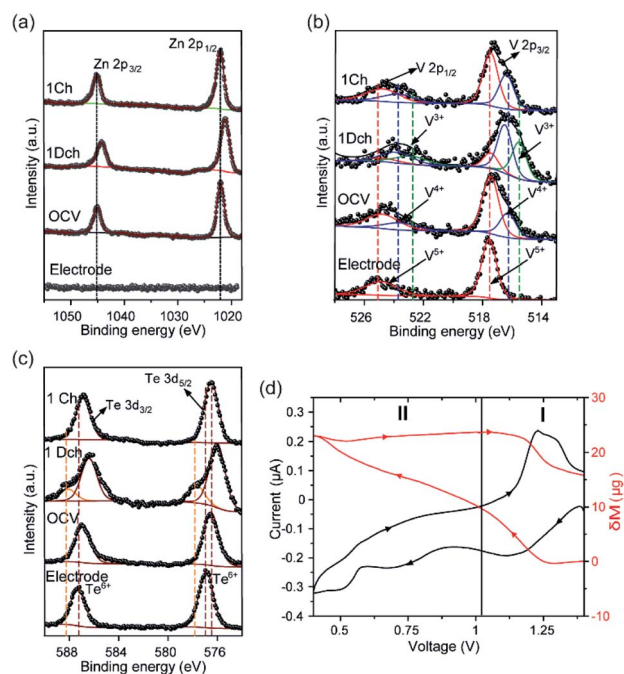 (a)
Zn 2p1/2
Zn 2p3/2
1Ch
1Dch
OCV
Electrode
Intensity (a.u.)
1050 1040 1030 1020
Binding energy (eV)
(b)
V 2p3/2
V 2p1/2
1Ch
V3+
V3+
1Dch
OCV
V4+
V4+
Electrode
V5+
V5+
Intensity (a.u.)
526 522 518 514
Binding energy (eV)
(c)
Te 3d5/2
1 Ch
Te 3d3/2
1 Dch
OCV
Electrode
Te6+
Te6+
Intensity (a.u.)
588 584 580 576
Binding energy (eV)
(d)
II
I
0.3
0.2
0.1
0
-0.1
-0.2
-0.3
-0.4
Current (µA)
30
20
10
0
-10
δM (µg)
0.5 0.75 1 1.25
Voltage (V)